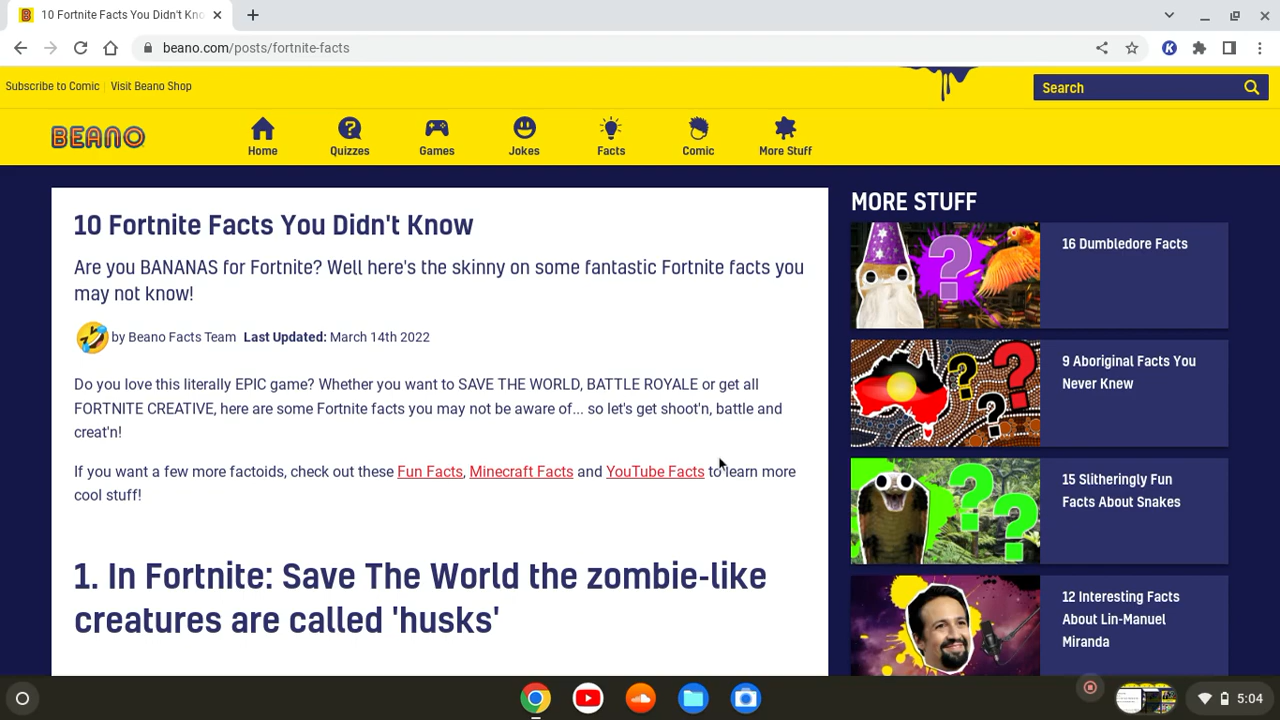 10 Fortnite Facts You Didn't Kno
beano.com/posts/fortnite-facts
Subscribe to Comic
Visit Beano Shop
Search
BEANO
Home
Quizzes
Games
Jokes
Facts
Comic
More Stuff
10 Fortnite Facts You Didn't Know
Are you BANANAS for Fortnite? Well here's the skinny on some fantastic Fortnite facts you
may not know!
by Beano Facts Team Last Updated: March 14th 2022
Do you love this literally EPIC game? Whether you want to SAVE THE WORLD, BATTLE ROYALE or get all
FORTNITE CREATIVE, here are some Fortnite facts you may not be aware of... so let's get shoot'n, battle and
creat'n!
If you want a few more factoids, check out these Fun Facts, Minecraft Facts and YouTube Facts to learn more
cool stuff!
1. In Fortnite: Save The World the zombie-like
creatures are called 'husks'
MORE STUFF
16 Dumbledore Facts
9 Aboriginal Facts You
Never Knew
15 Slitheringly Fun
Facts About Snakes
12 Interesting Facts
About Lin-Manuel
Miranda
5:04